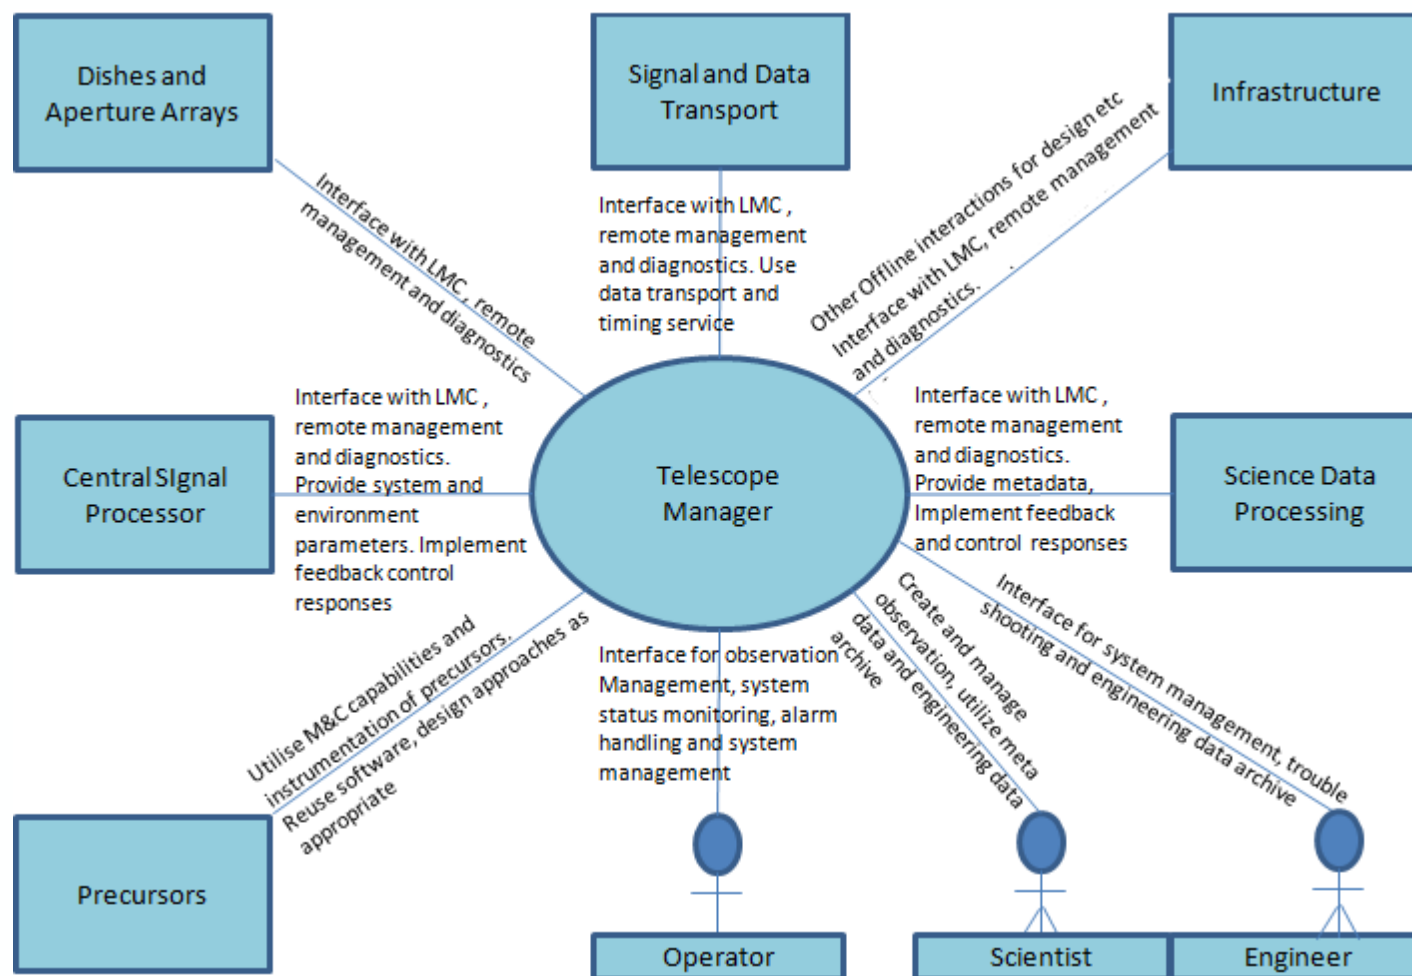 Dishes and
Aperture Arrays
Signal and Data
Transport
Infrastructure
Interface with LMC , remote
management and diagnostics
Interface with LMC ,
remote management
and diagnostics. Use
data transport and
timing service
Other Offline interactions for design etc
Interface with LMC, remote management
and diagnostics.
Central SIgnal
Processor
Interface with LMC ,
remote management
and diagnostics.
Provide system and
environment
parameters. Implement
feedback control
responses
Telescope
Manager
Interface with LMC ,
remote management
and diagnostics.
Provide metadata,
Implement feedback
and control responses
Science Data
Processing
Utilise M&C capabilities and
instrumentation of precursors.
Reuse software, design approaches as
appropriate
Interface for observation
Management, system
status monitoring, alarm
handling and system
management
Create and manage
observation, utilize meta
data and engineering data
archive
Interface for system management, trouble
shooting and engineering data archive
Precursors
Operator
Scientist
Engineer